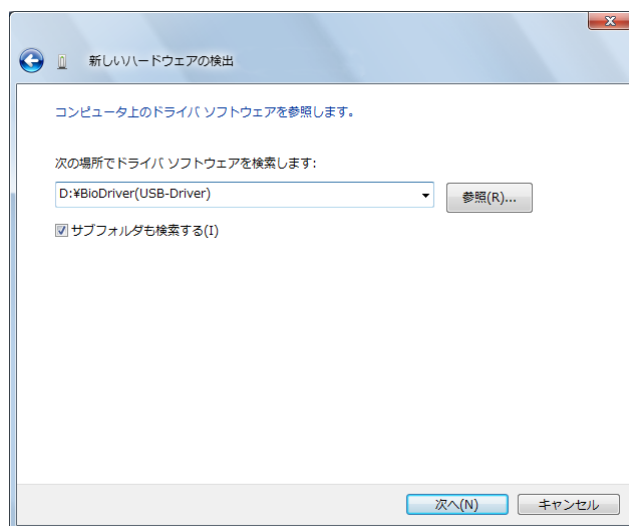 新しいハードウェアの検出
コンピュータ上のドライバ ソフトウェアを参照します。
次の場所でドライバ ソフトウェアを検索します:
D:¥BioDriver(USB-Driver)
参照(R)...
サブフォルダも検索する(I)
次へ(N)
キャンセル